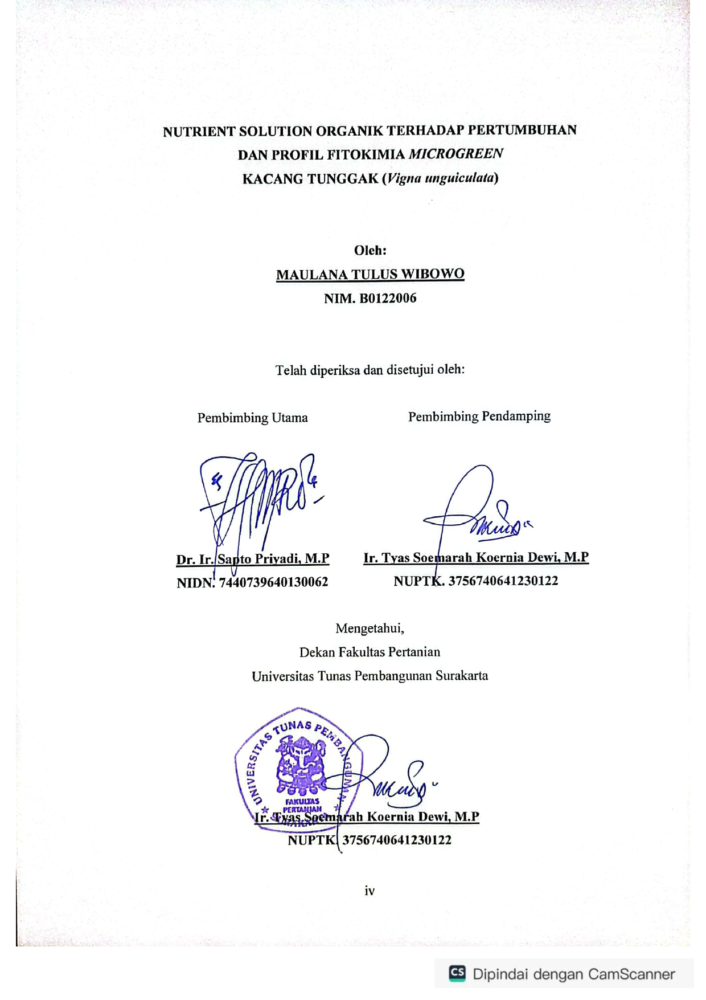 NUTRIENT SOLUTION ORGANIK TERHADAP PERTUMBUHAN
DAN PROFIL FITOKIMIA MICROGREEN
KACANG TUNGGAK (Vigna unguiculata)
Oleh:
MAULANA TULUS WIBOWO
NIM. B0122006
Telah diperiksa dan disetujui oleh:
Pembimbing Utama
Pembimbing Pendamping
Dr. Ir. Sapto Priyadi, M.P
Ir. Tyas Soemarah Koernia Dewi, M.P
NIDN. 7440739640130062
NUPTK. 3756740641230122
Mengetahui,
Dekan Fakultas Pertanian
Universitas Tunas Pembangunan Surakarta
UNIVERSITAS TUNAS PEMBANGUNAN
FAKULTAS
PERTANIAN
SURAKARTA
Ir. Tyas Soemarah Koernia Dewi, M.P
NUPTK. 3756740641230122
iv
CS Dipindai dengan CamScanner